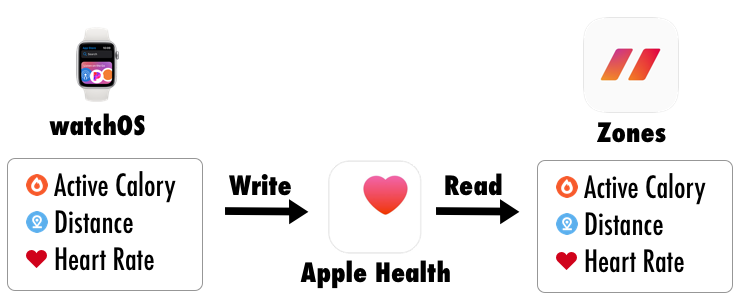 watchOS
Active Calory
Distance
Heart Rate
Write
Apple Health
Read
Zones
Active Calory
Distance
Heart Rate